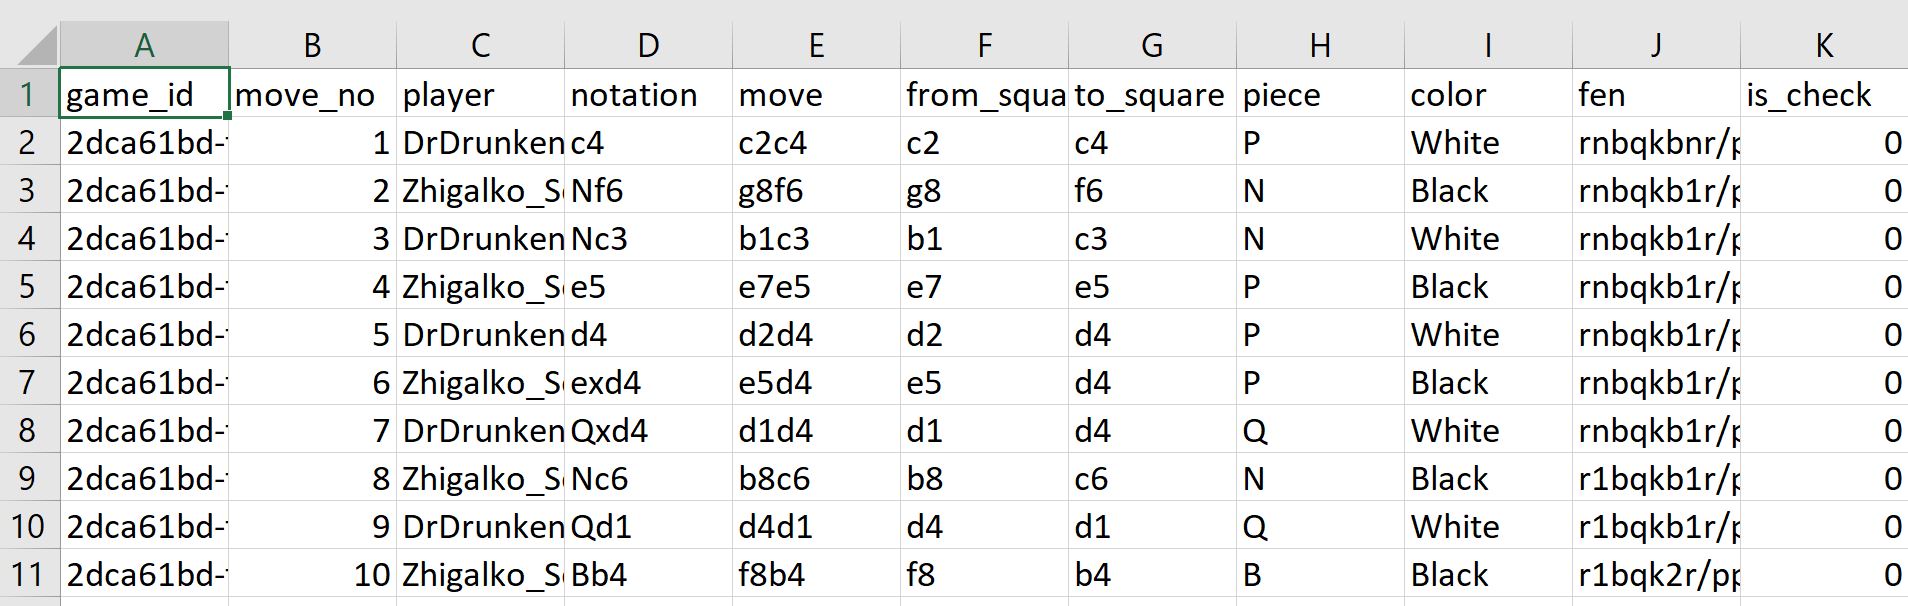 A B C D E F G H I J K
1 game_id move_no player notation move from_squa to_square piece color fen is_check
2 2dca61bd- 1 DrDrunken c4 c2c4 c2 c4 P White rnbqkbnr/p 0
3 2dca61bd- 2 Zhigalko_S Nf6 g8f6 g8 f6 N Black rnbqkb1r/p 0
4 2dca61bd- 3 DrDrunken Nc3 b1c3 b1 c3 N White rnbqkb1r/p 0
5 2dca61bd- 4 Zhigalko_S e5 e7e5 e7 e5 P Black rnbqkb1r/p 0
6 2dca61bd- 5 DrDrunken d4 d2d4 d2 d4 P White rnbqkb1r/p 0
7 2dca61bd- 6 Zhigalko_S exd4 e5d4 e5 d4 P Black rnbqkb1r/p 0
8 2dca61bd- 7 DrDrunken Qxd4 d1d4 d1 d4 Q White rnbqkb1r/p 0
9 2dca61bd- 8 Zhigalko_S Nc6 b8c6 b8 c6 N Black r1bqkb1r/p 0
10 2dca61bd- 9 DrDrunken Qd1 d4d1 d4 d1 Q White r1bqkb1r/p 0
11 2dca61bd- 10 Zhigalko_S Bb4 f8b4 f8 b4 B Black r1bqk2r/pp 0